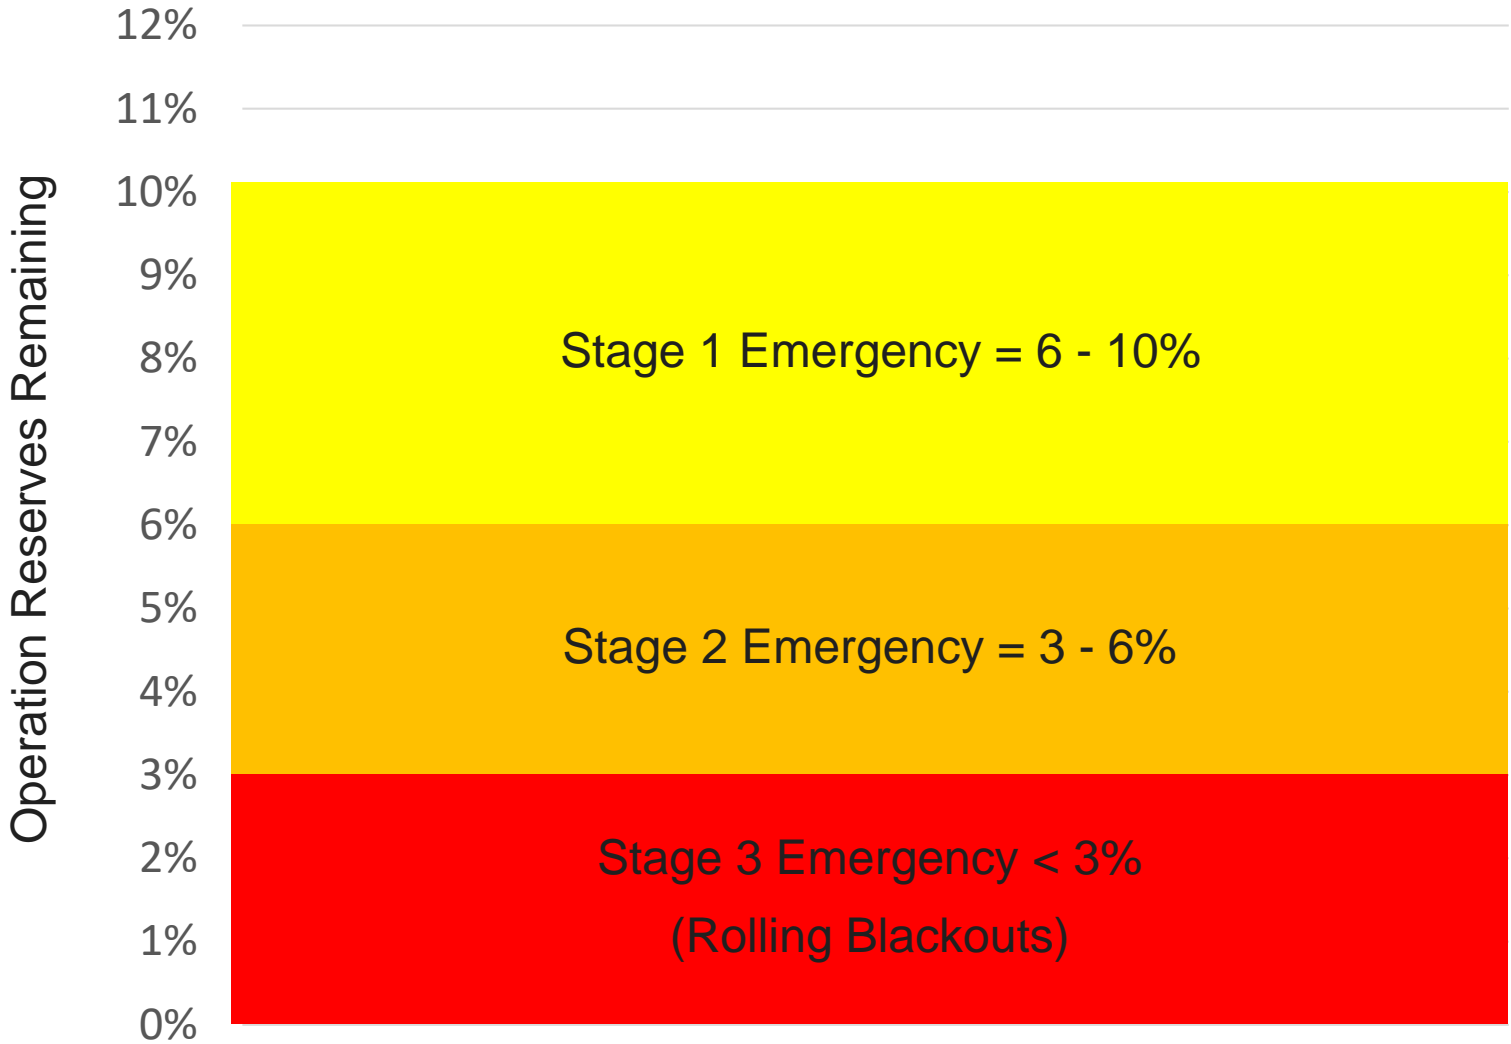 12%
11%
10%
9%
8%
7%
6%
5%
4%
3%
2%
1%
0%
Operation Reserves Remaining
Stage 1 Emergency = 6 - 10%
Stage 2 Emergency = 3 - 6%
Stage 3 Emergency < 3%
(Rolling Blackouts)